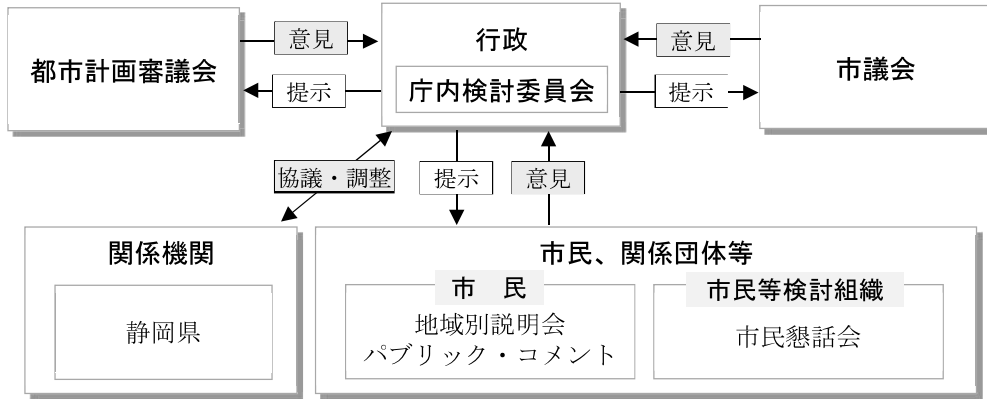 都市計画審議会
意見
提示
行政
庁内検討委員会
意見
提示
市議会
協議・調整
提示
意見
関係機関
静岡県
市民、関係団体等
市　民
地域別説明会
パブリック・コメント
市民等検討組織
市民懇話会